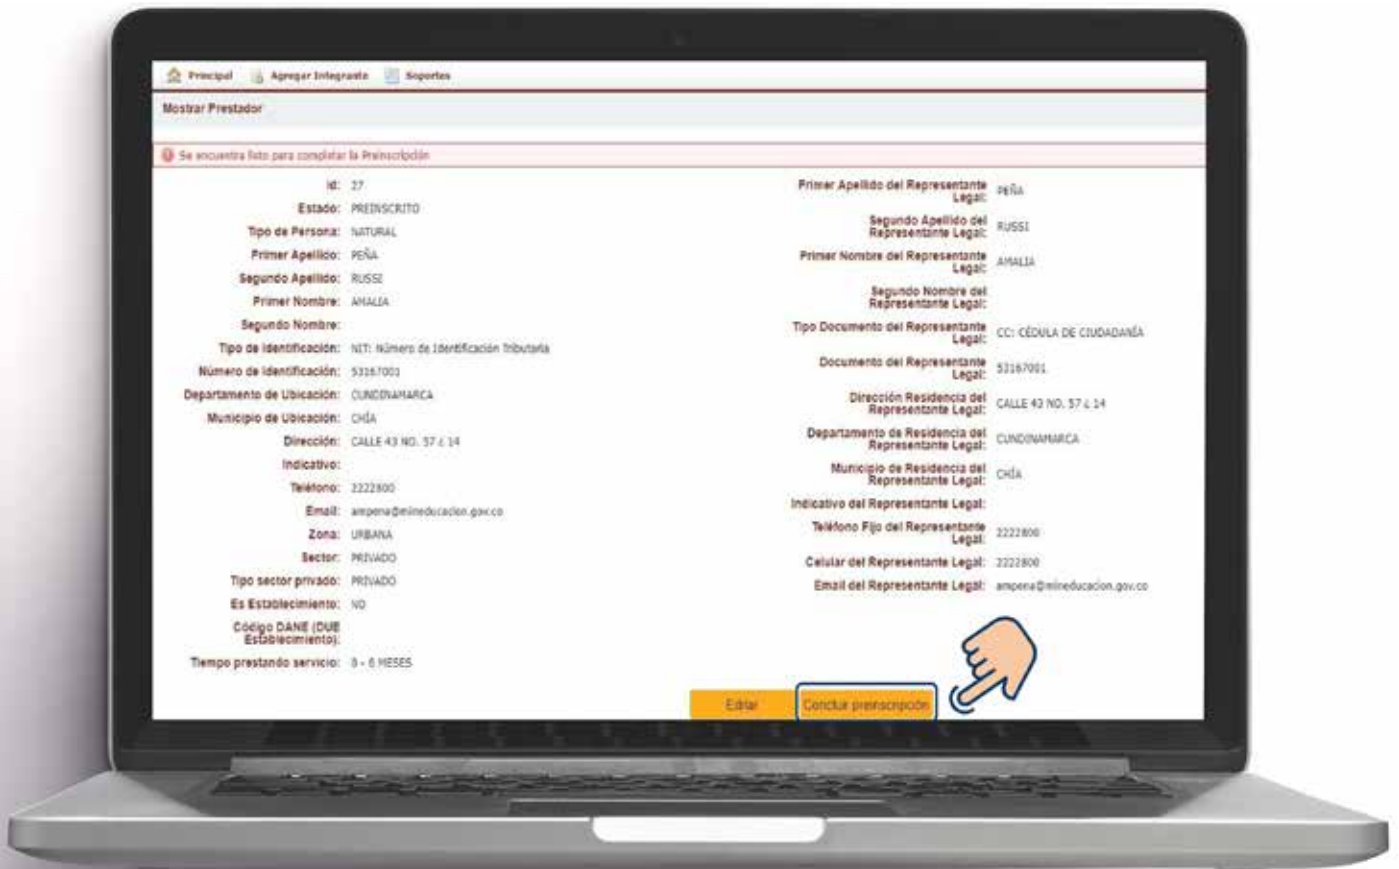 Principal Agregar Integrante Soportes
Mostrar Prestador
Se encuentra listo para completar la Preinscripción
Id: 27
Estado: PREINSCRITO
Tipo de Persona: NATURAL
Primer Apellido: PEÑA
Segundo Apellido: RUSSI
Primer Nombre: AMALIA
Segundo Nombre:
Tipo de Identificación: NIT: Número de Identificación Tributaria
Número de Identificación: 53167001
Departamento de Ubicación: CUNDINAMARCA
Municipio de Ubicación: CHÍA
Dirección: CALLE 43 NO. 57 ¿ 14
Indicativo:
Teléfono: 2222800
Email: ampena@mineducacion.gov.co
Zona: URBANA
Sector: PRIVADO
Tipo sector privado: PRIVADO
Es Establecimiento: NO
Código DANE (DUE
Establecimiento):
Tiempo prestando servicio: 0 - 6 MESES
Primer Apellido del Representante
Legal: PEÑA
Segundo Apellido del
Representante Legal: RUSSI
Primer Nombre del Representante
Legal: AMALIA
Segundo Nombre del
Representante Legal:
Tipo Documento del Representante
Legal: CC: CÉDULA DE CIUDADANÍA
Documento del Representante
Legal: 53167001
Dirección Residencia del
Representante Legal: CALLE 43 NO. 57 ¿ 14
Departamento de Residencia del
Representante Legal: CUNDINAMARCA
Municipio de Residencia del
Representante Legal: CHÍA
Indicativo del Representante Legal:
Teléfono Fijo del Representante
Legal: 2222800
Celular del Representante Legal: 2222800
Email del Representante Legal: ampena@mineducacion.gov.co
Editar Concluir preinscripción